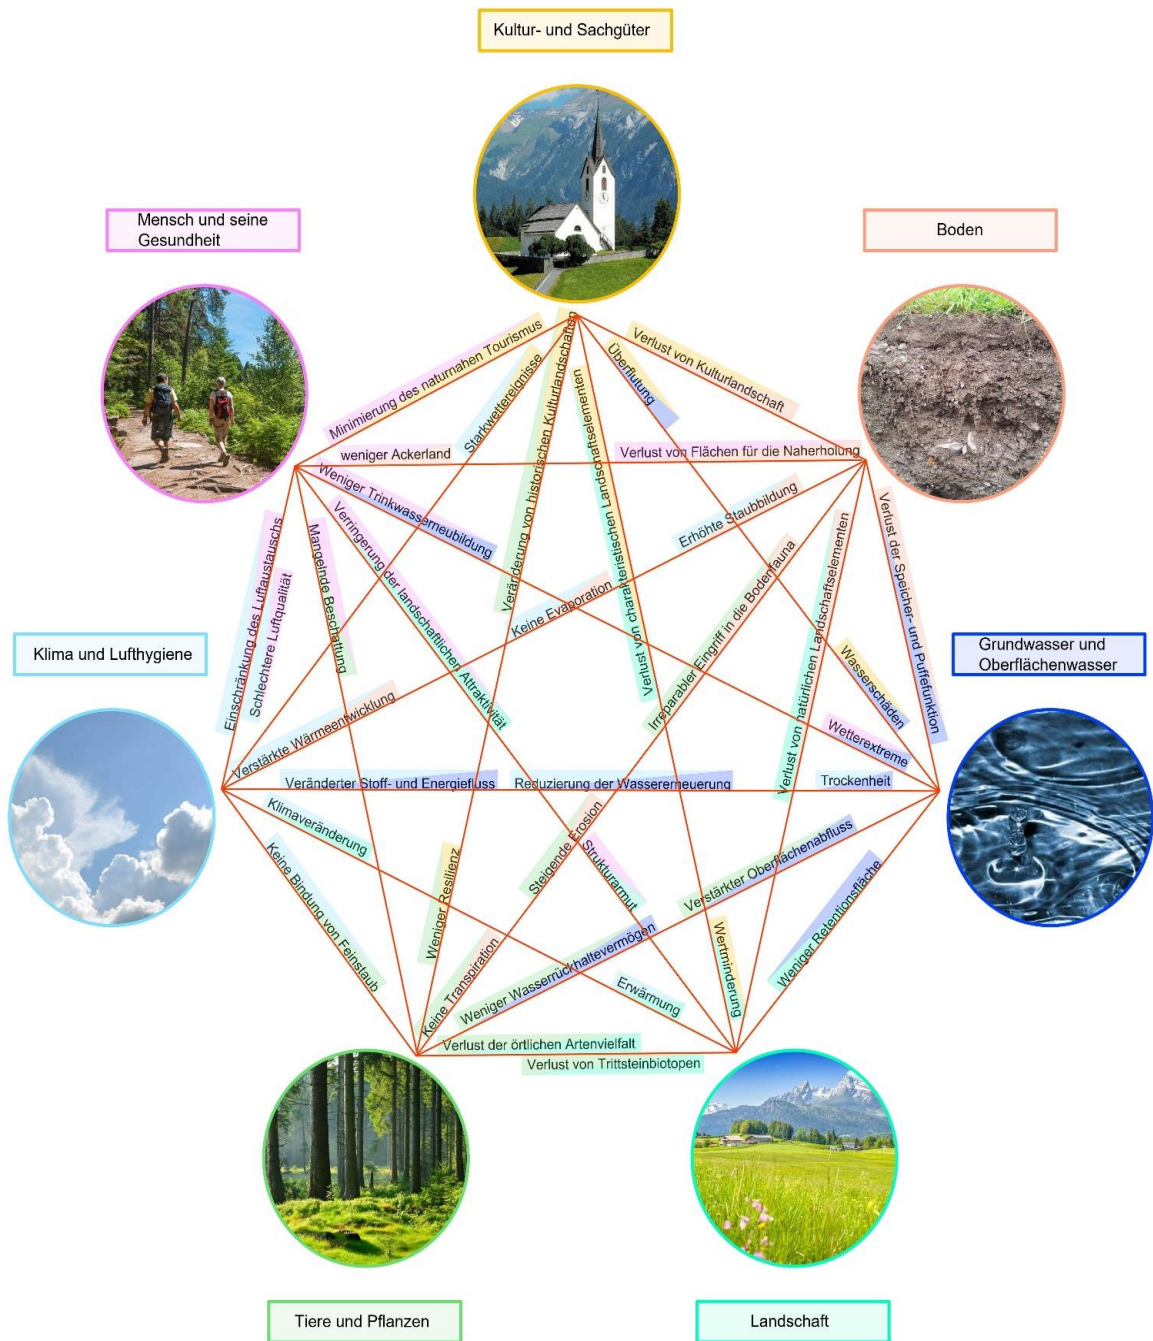 Kultur- und Sachgüter
Mensch und seine
Gesundheit
Boden
Minimierung des naturnahen Tourismus
Starkwettereignisse
Veränderung von historischen Kulturlandschaften
Verlust von charakteristischen Landschaftselementen
Überflutung
Verlust von Kulturlandschaft
weniger Ackerland
Verlust von Flächen für die Naherholung
Weniger Trinkwasserneubildung
Verringerung der landschaftlichen Attraktivität
Mangelnde Beschattung
Einschränkung des Luftaustauschs
Schlechtere Luftqualität
Erhöhte Staubbildung
Keine Evaporation
Irreparabler Eingriff in die Bodenfauna
Verlust von natürlichen Landschaftselementen
Verlust der Speicher- und Puffefunktion
Klima und Lufthygiene
Grundwasser und
Oberflächenwasser
Wasserschäden
Wetterextreme
Verstärkte Wärmeentwicklung
Veränderter Stoff- und Energiefluss
Reduzierung der Wassererneuerung
Trockenheit
Klimaveränderung
Keine Bindung von Feinstaub
Weniger Resilienz
Steigende Erosion
Strukturarmut
Verstärkter Oberflächenabfluss
Weniger Retentionsfläche
Keine Transpiration
Weniger Wasserrückhaltevermögen
Erwärmung
Wertminderung
Verlust der örtlichen Artenvielfalt
Verlust von Trittsteinbiotopen
Tiere und Pflanzen
Landschaft